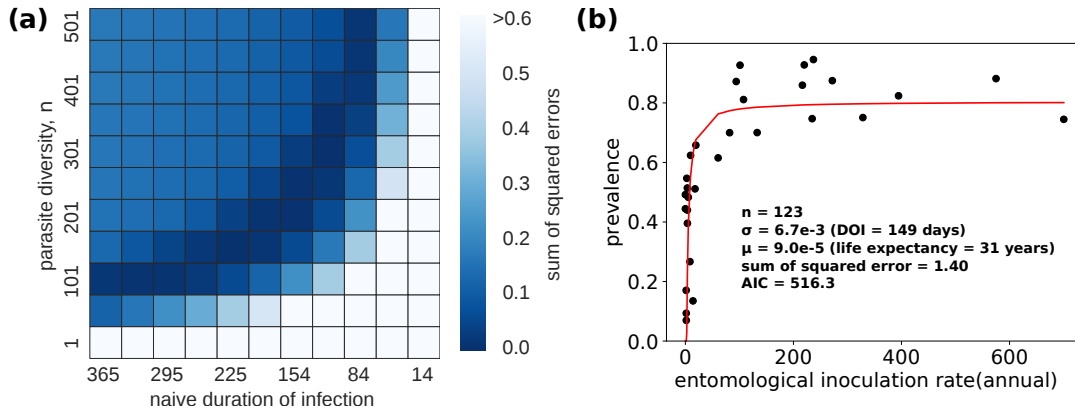 (a)
501
401
301
201
101
1
parasite diversity, n
365 295 225 154 84 14
naive duration of infection
>0.6
0.5
0.4
0.3
0.2
0.1
0.0
sum of squared errors
(b)
1.0
0.8
0.6
0.4
0.2
0.0
prevalence
n = 123
σ = 6.7e-3 (DOI = 149 days)
μ = 9.0e-5 (life expectancy = 31 years)
sum of squared error = 1.40
AIC = 516.3
0 200 400 600
entomological inoculation rate(annual)